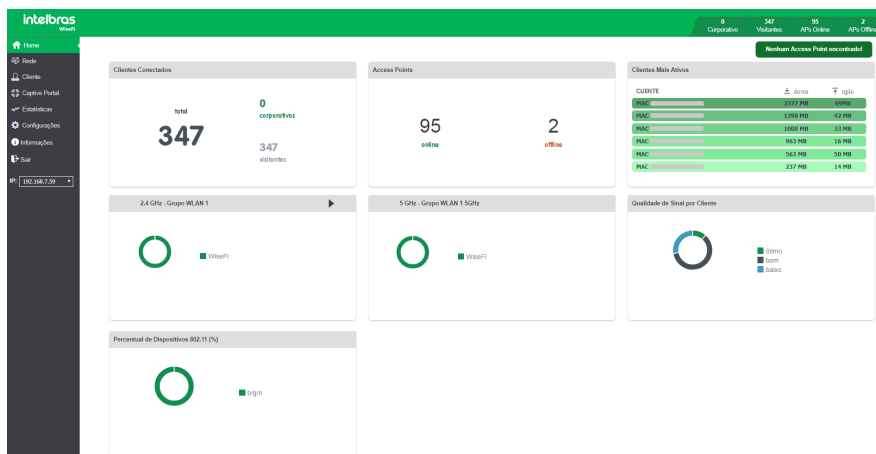 intelbras
WiseFi
0 347 95 2
Corporativo Visitantes APs Online APs Offline
Nenhum Access Point encontrado!
Home
Rede
Cliente
Captive Portal
Estatísticas
Configurações
Informações
Sair
IP: 192.168.7.59
Clientes Conectados
total
347
0
corporativos
347
visitantes
Access Points
95
online
2
offline
Clientes Mais Ativos
CLIENTE down uplo
MAC 2377 MB 69MB
MAC 1398 MB 42 MB
MAC 1008 MB 33 MB
MAC 963 MB 16 MB
MAC 563 MB 50 MB
MAC 237 MB 14 MB
2.4 GHz - Grupo WLAN 1
WiseFi
5 GHz - Grupo WLAN 1 5GHz
WiseFi
Qualidade de Sinal por Cliente
ótimo
bom
baixo
Percentual de Dispositivos 802.11 (%)
b/g/n